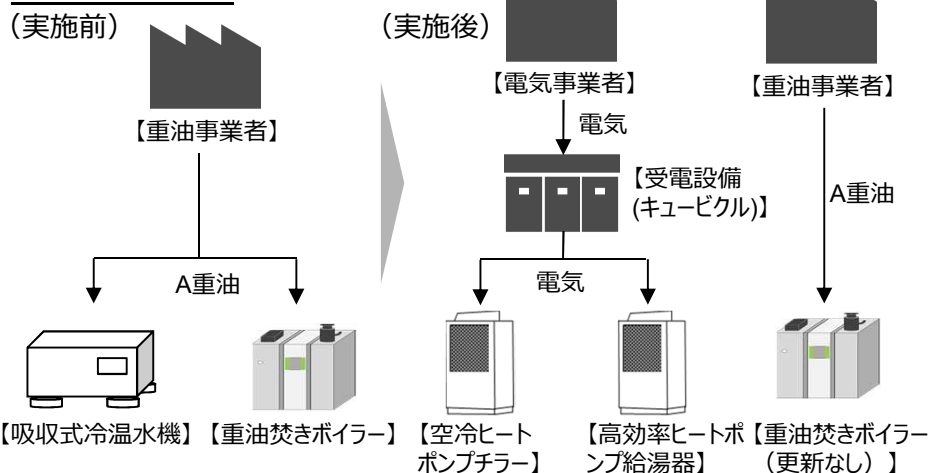 （実施前）
【重油事業者】
A重油
【吸収式冷温水機】
【重油焚きボイラー】
（実施後）
【電気事業者】
電気
【受電設備
(キュービクル)】
電気
【空冷ヒート
ポンプチラー】
【高効率ヒートポ
ンプ給湯器】
【重油事業者】
A重油
【重油焚きボイラー
（更新なし）】